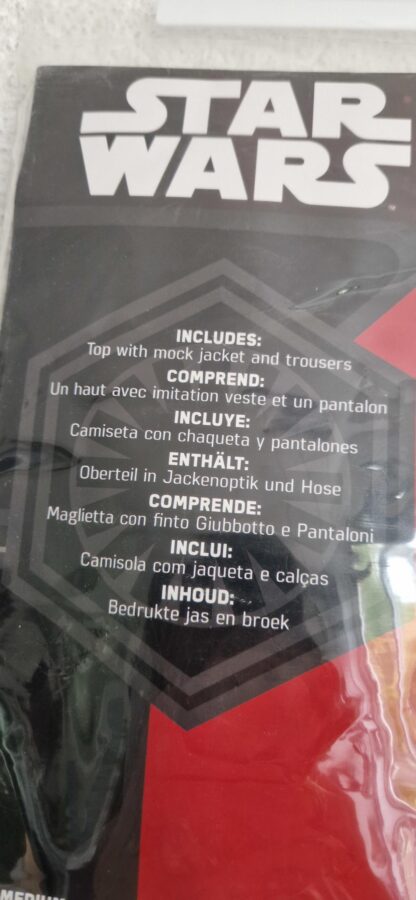 STAR
WARS
INCLUDES:
Top with mock jacket and trousers
COMPREND:
Un haut avec imitation veste et un pantalon
INCLUYE:
Camiseta con chaqueta y pantalones
ENTHÄLT:
Oberteil in Jackenoptik und Hose
COMPRENDE:
Maglietta con finto Giubbotto e Pantaloni
INCLUI:
Camisola com jaqueta e calças
INHOUD:
Bedrukte jas en broek
MEDIUM